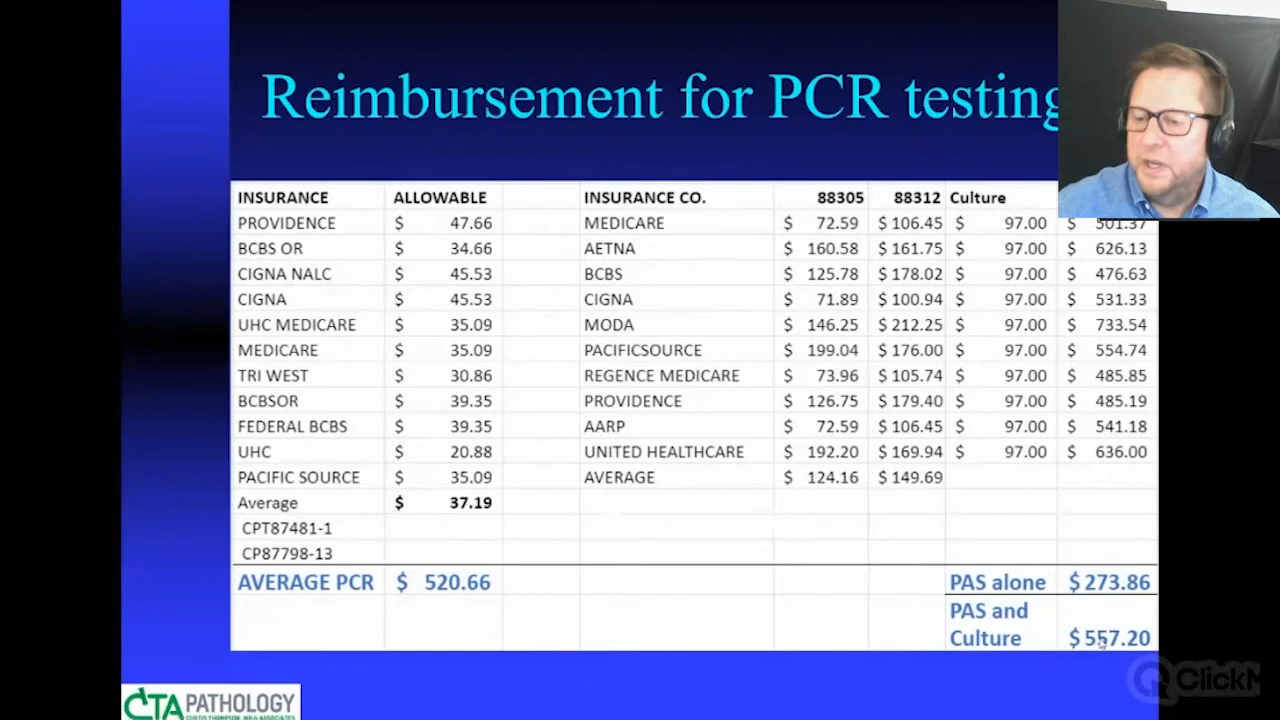 Reimbursement for PCR testing
INSURANCE ALLOWABLE INSURANCE CO. 88305 88312 Culture
PROVIDENCE $ 47.66 MEDICARE $ 72.59 $ 106.45 $ 97.00 $ 501.37
BCBS OR $ 34.66 AETNA $ 160.58 $ 161.75 $ 97.00 $ 626.13
CIGNA NALC $ 45.53 BCBS $ 125.78 $ 178.02 $ 97.00 $ 476.63
CIGNA $ 45.53 CIGNA $ 71.89 $ 100.94 $ 97.00 $ 531.33
UHC MEDICARE $ 35.09 MODA $ 146.25 $ 212.25 $ 97.00 $ 733.54
MEDICARE $ 35.09 PACIFICSOURCE $ 199.04 $ 176.00 $ 97.00 $ 554.74
TRI WEST $ 30.86 REGENCE MEDICARE $ 73.96 $ 105.74 $ 97.00 $ 485.85
BCBSOR $ 39.35 PROVIDENCE $ 126.75 $ 179.40 $ 97.00 $ 485.19
FEDERAL BCBS $ 39.35 AARP $ 72.59 $ 106.45 $ 97.00 $ 541.18
UHC $ 20.88 UNITED HEALTHCARE $ 192.20 $ 169.94 $ 97.00 $ 636.00
PACIFIC SOURCE $ 35.09 AVERAGE $ 124.16 $ 149.69
Average $ 37.19
CPT87481-1
CP87798-13
AVERAGE PCR $ 520.66 PAS alone $ 273.86
PAS and
Culture $ 557.20
CTA PATHOLOGY
CURTIS THOMPSON, M.D. & ASSOCIATES
ClickM